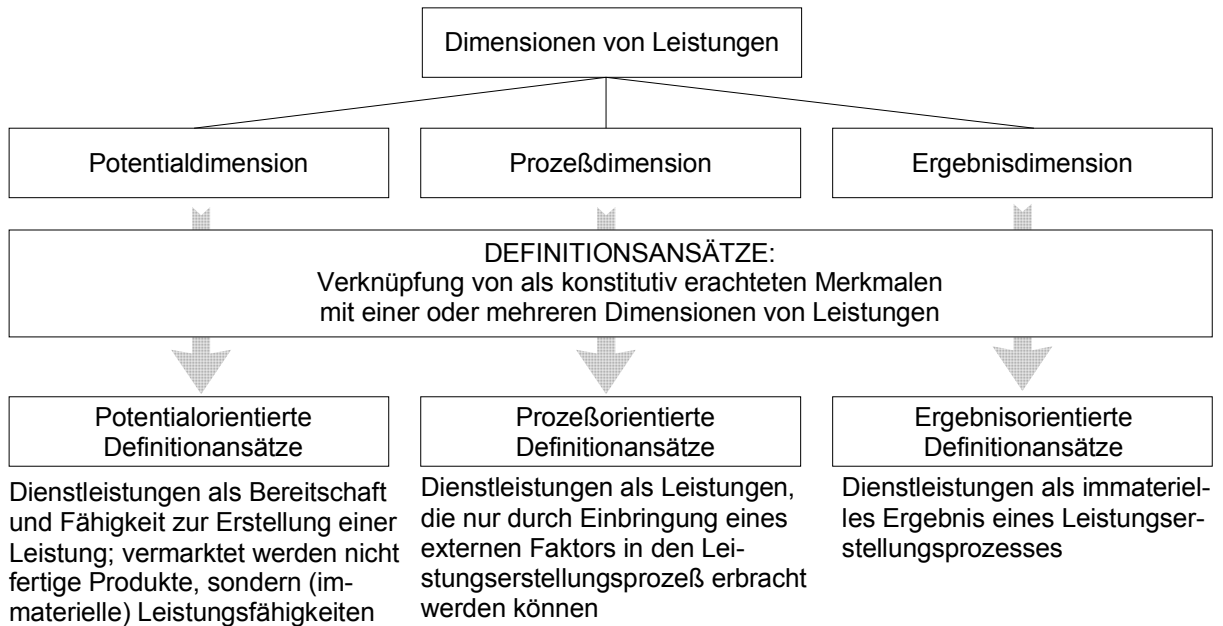 Dimensionen von Leistungen
Potentialdimension
Prozeßdimension
Ergebnisdimension
DEFINITIONSANSÄTZE:
Verknüpfung von als konstitutiv erachteten Merkmalen
mit einer oder mehreren Dimensionen von Leistungen
Potentialorientierte
Definitionansätze
Dienstleistungen als Bereitschaft
und Fähigkeit zur Erstellung einer
Leistung; vermarktet werden nicht
fertige Produkte, sondern (im-
materielle) Leistungsfähigkeiten
Prozeßorientierte
Definitionansätze
Dienstleistungen als Leistungen,
die nur durch Einbringung eines
externen Faktors in den Lei-
stungserstellungsprozeß erbracht
werden können
Ergebnisorientierte
Definitionansätze
Dienstleistungen als immateriel-
les Ergebnis eines Leistungser-
stellungsprozesses